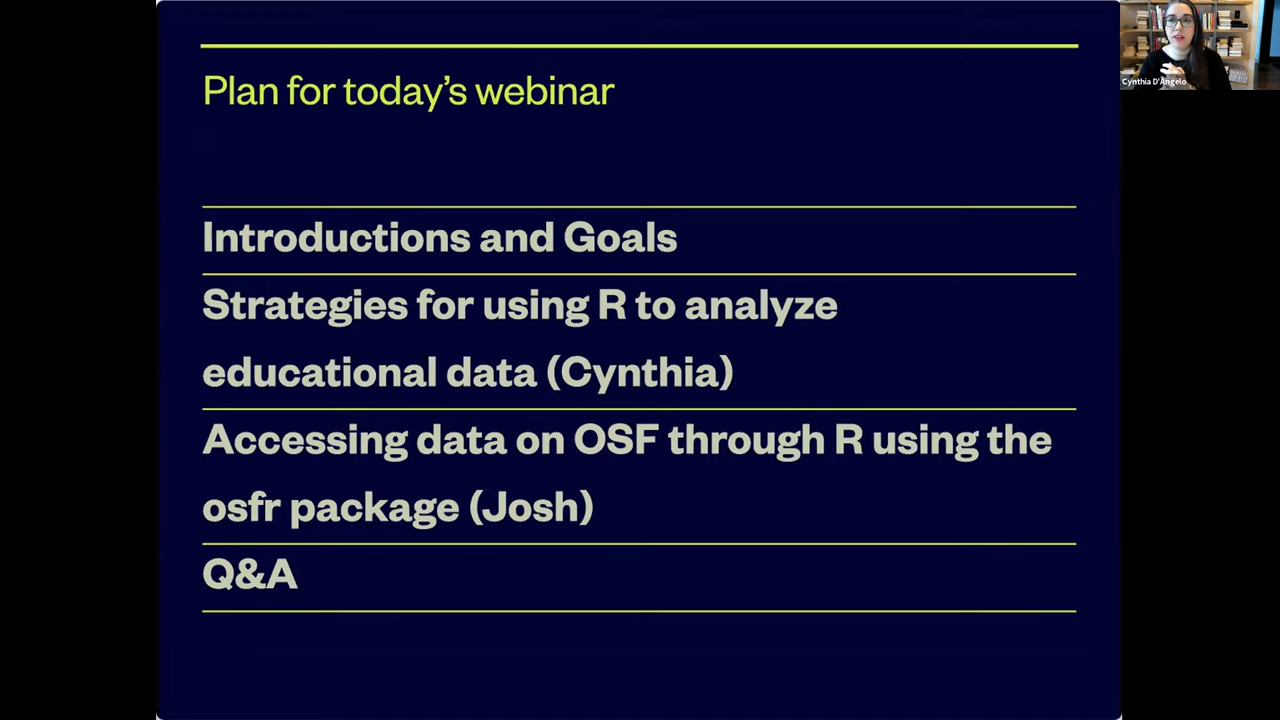 Plan for today's webinar
Introductions and Goals
Strategies for using R to analyze
educational data (Cynthia)
Accessing data on OSF through R using the
osfr package (Josh)
Q&A
Cynthia D'Angelo